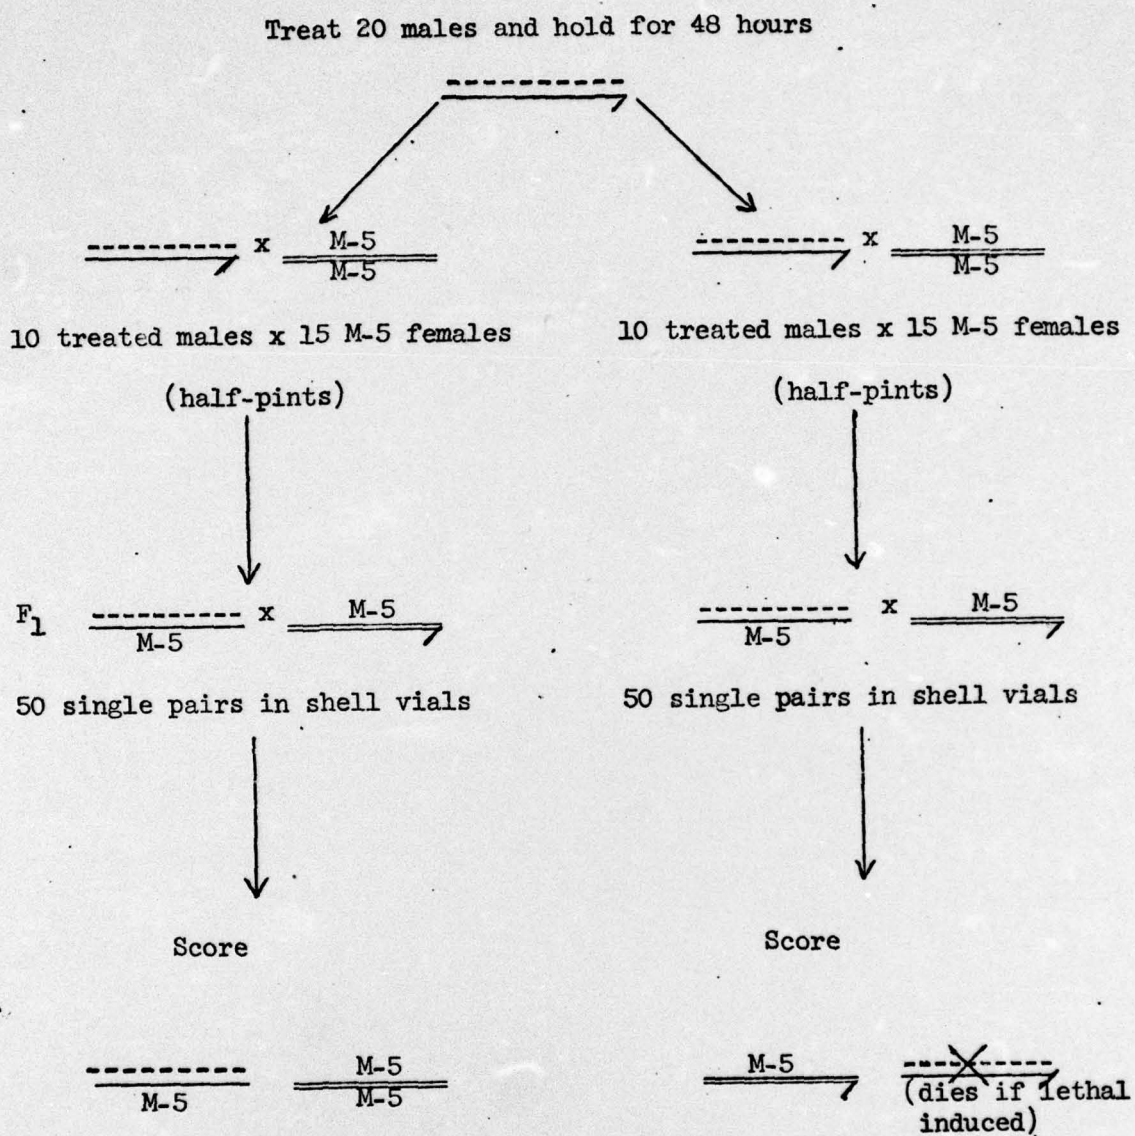 Treat 20 males and hold for 48 hours
x M-5
M-5
x M-5
M-5
10 treated males x 15 M-5 females
10 treated males x 15 M-5 females
(half-pints)
(half-pints)
F1 x M-5
M-5
x M-5
M-5
50 single pairs in shell vials
50 single pairs in shell vials
Score
Score
M-5
M-5
M-5
M-5
(dies if lethal
induced)